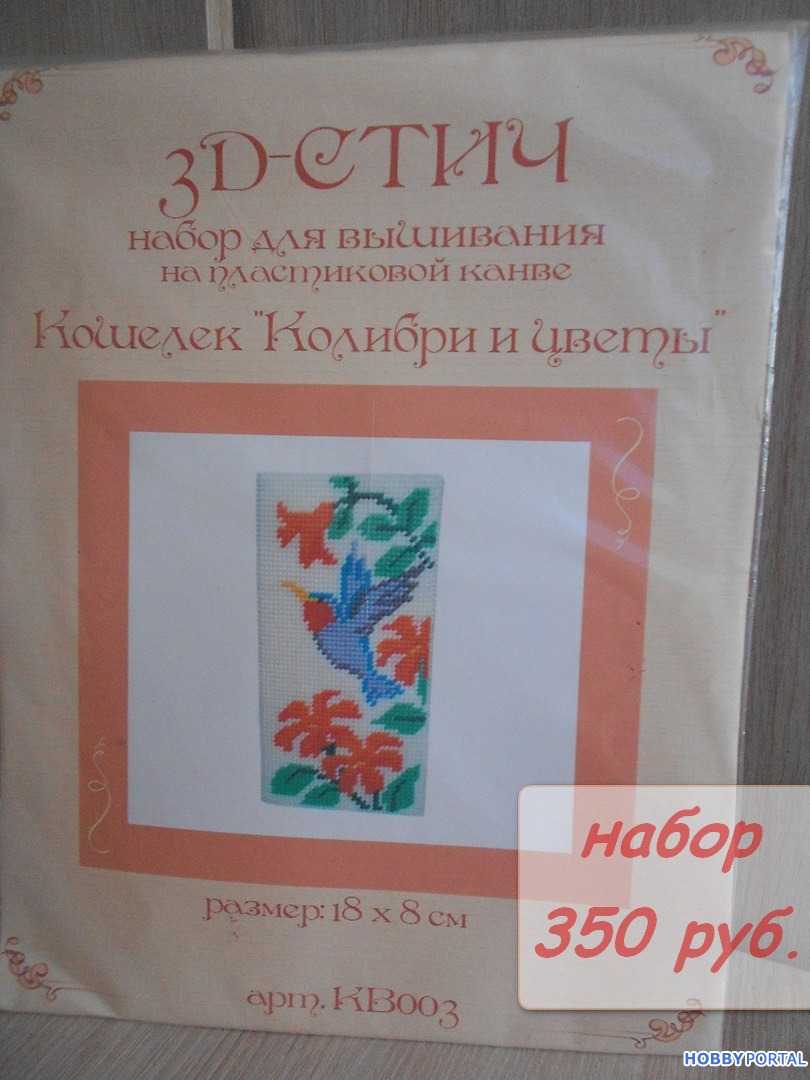 3D-СТИЧ
набор для вышивания
на пластиковой канве
Кошелек "Колибри и цветы"
размер: 18 х 8 см
арт. КВ003
набор
350 руб.
HOBBYPORTAL